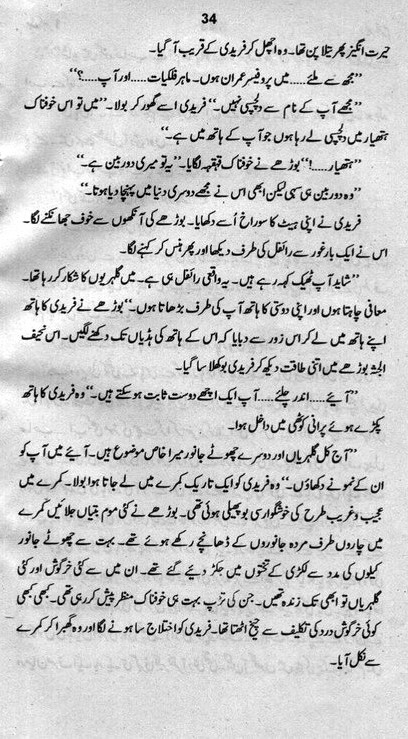 34
حیرت انگیز پھرتیلا پن تھا۔ وہ اچھل کر فریدی کے قریب آ گیا۔
’’مجھ سے ملئے..... میں پروفیسر عمران ہوں۔ ماہر فلکیات..... اور آپ.....؟‘‘
’’مجھے آپ کے نام سے دلچسپی نہیں۔‘‘ فریدی اسے گھور کر بولا۔ ’’میں تو اس خوفناک
ہتھیار میں دلچسپی لے رہا ہوں جو آپ کے ہاتھ میں ہے۔‘‘
’’ہتھیار.....!‘‘ بوڑھے نے خوفناک قہقہہ لگایا۔ ’’یہ تو میری دوربین ہے۔‘‘
’’وہ دوربین ہی سہی لیکن ابھی اس نے مجھے دوسری دنیا میں پہنچا دیا ہوتا۔‘‘
فریدی نے اپنی ہیٹ کا سوراخ اُسے دکھایا۔ بوڑھے کی آنکھوں سے خوف جھانکنے لگا۔
اس نے ایک بار غور سے رائفل کی طرف دیکھا اور پھر ہنس کر کہنے لگا۔
’’شاید آپ ٹھیک کہہ رہے ہیں۔ یہ واقعی رائفل ہی ہے۔ میں گلہریوں کا شکار کر رہا تھا۔
معافی چاہتا ہوں اور اپنی دوستی کا ہاتھ آپ کی طرف بڑھاتا ہوں۔‘‘ بوڑھے نے فریدی کا ہاتھ
اپنے ہاتھ میں لے کر اس زور سے دبایا کہ اس کے ہاتھ کی ہڈیاں تک دکھنے لگیں۔ اس نحیف
الجثہ بوڑھے میں اتنی طاقت دیکھ کر فریدی بوکھلا سا گیا۔
’’آیئے..... اندر چلئے..... آپ ایک اچھے دوست ثابت ہو سکتے ہیں۔‘‘ وہ فریدی کا ہاتھ
پکڑے ہوئے پرانی کوٹھی میں داخل ہوا۔
’’آج کل گلہریاں اور دوسرے چھوٹے جانور میرا خاص موضوع ہیں۔ آیئے میں آپ کو
ان کے نمونے دکھاؤں۔‘‘ وہ فریدی کو ایک تاریک کمرے میں لے جاتا ہوا بولا۔ کمرے میں
عجیب و غریب طرح کی خوشگوار سی بو پھیلی ہوئی تھی۔ بوڑھے نے کئی موم بتیاں جلائیں کمرے
میں چاروں طرف مردہ جانوروں کے ڈھانچے رکھے ہوئے تھے۔ بہت سے چھوٹے جانور
کیلوں کی مدد سے لکڑی کے تختوں میں جکڑ دیئے گئے تھے۔ ان میں سے کئی خرگوش اور کئی
گلہریاں تو ابھی تک زندہ تھیں۔ جن کی تڑپ بہت ہی خوفناک منظر پیش کر رہی تھی۔ کبھی کبھی
کوئی خرگوش درد کی تکلیف سے چیخ اٹھتا تھا۔ فریدی کو اختلاج سا ہونے لگا اور وہ گھبرا کر کمرے
سے نکل آیا۔